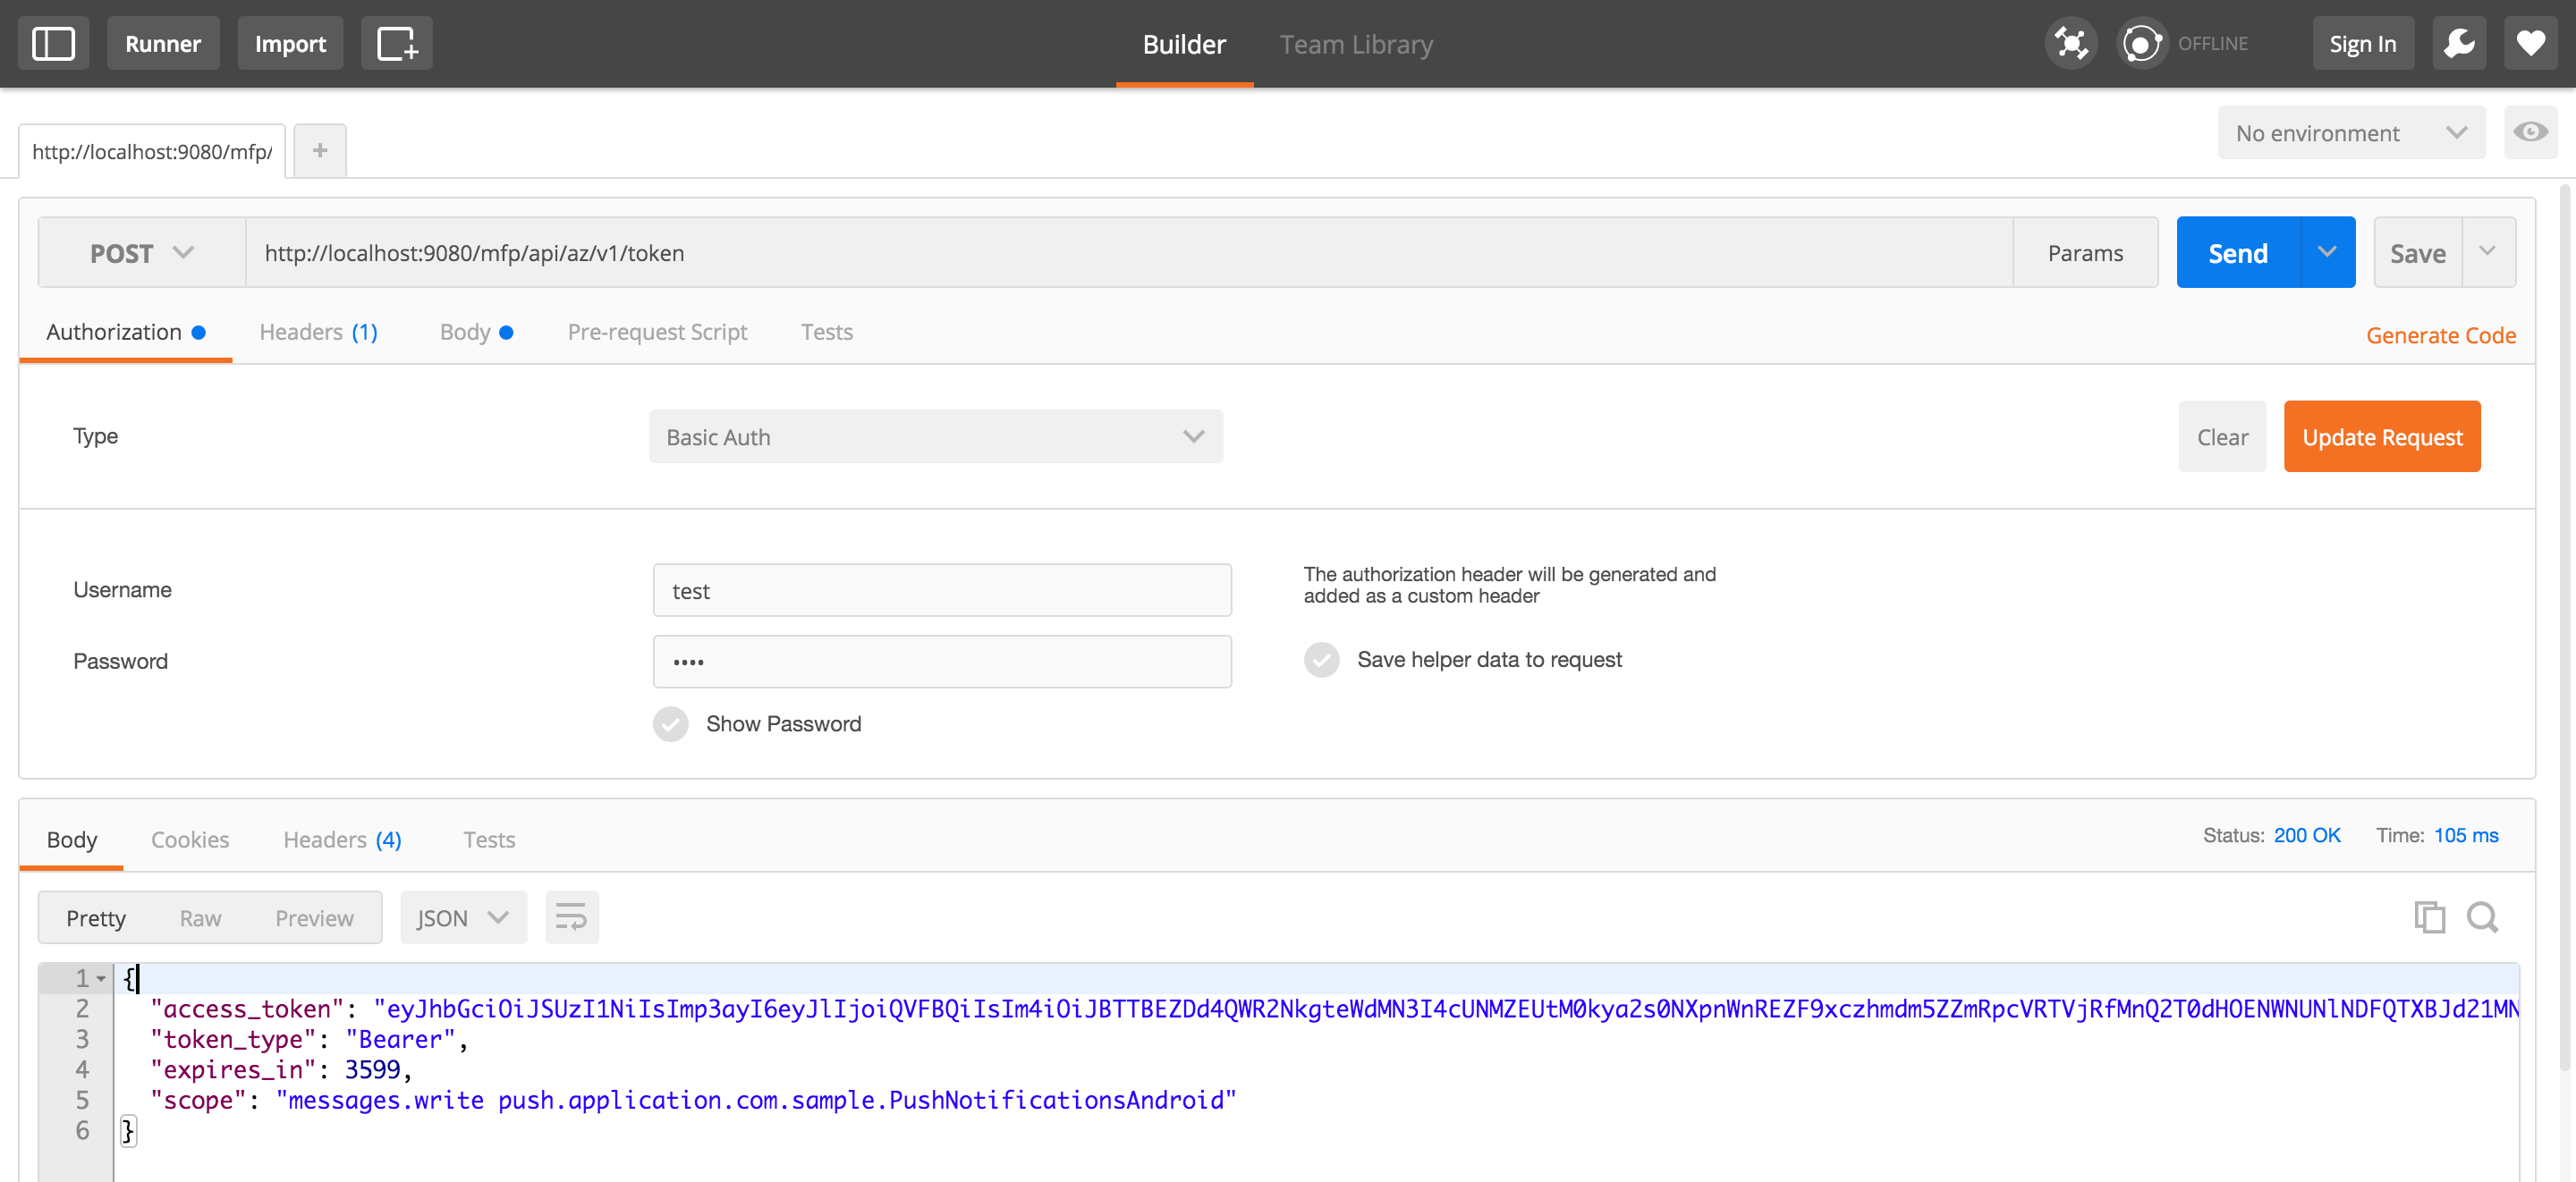 Runner Import Builder Team Library OFFLINE Sign In
http://localhost:9080/mfp/ + No environment
POST http://localhost:9080/mfp/api/az/v1/token Params Send Save
Authorization Headers (1) Body Pre-request Script Tests Generate Code
Type Basic Auth Clear Update Request
Username test The authorization header will be generated and
added as a custom header
Password •••• Save helper data to request
Show Password
Body Cookies Headers (4) Tests Status: 200 OK Time: 105 ms
Pretty Raw Preview JSON
1 {
2 "access_token": "eyJhbGciOiJSUzI1NiIsImp3ayI6eyJlIjoiQVFBQiIsIm4iOiJBTTBEZDd4QWR2NkgteWdMN3I4cUNMZEUtM0kya2s0NXpnWnREZF9xczhmdm5ZZmRpcVRTVjRfMnQ2T0dHOENWNUNlNDFQTXBJd21MN
3 "token_type": "Bearer",
4 "expires_in": 3599,
5 "scope": "messages.write push.application.com.sample.PushNotificationsAndroid"
6 }